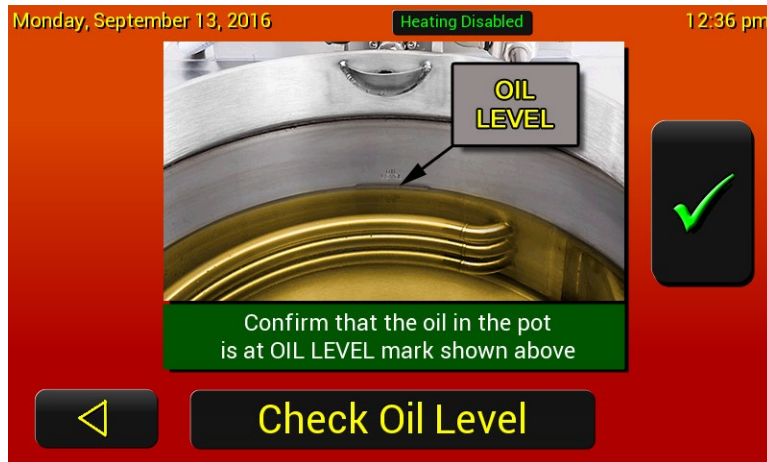 Monday, September 13, 2016
Heating Disabled
12:36 pm
OIL
LEVEL
Confirm that the oil in the pot
is at OIL LEVEL mark shown above
Check Oil Level